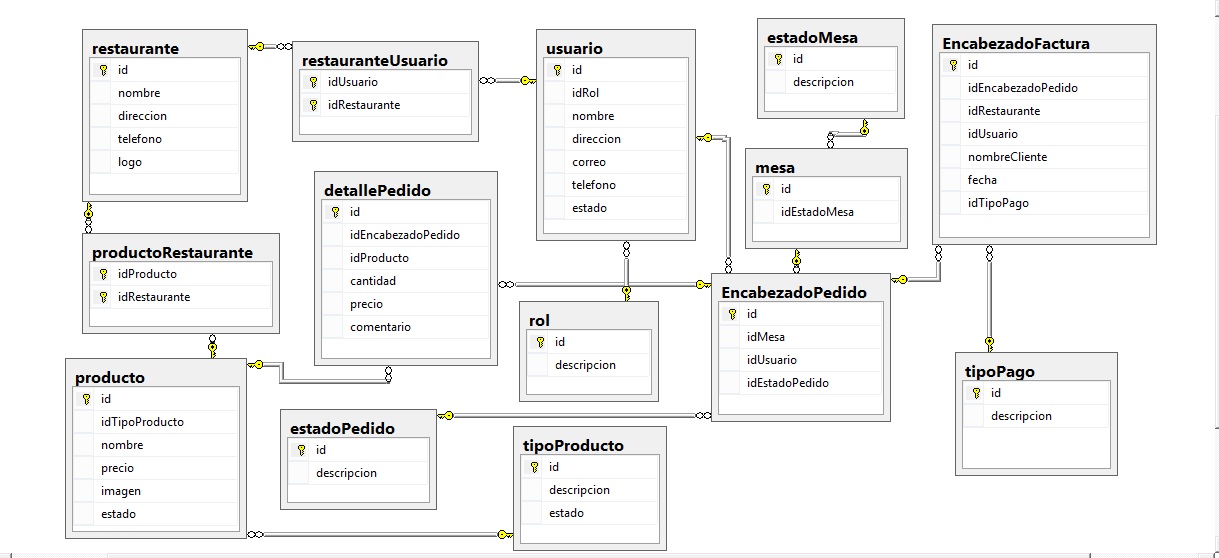 restaurante
id
nombre
direccion
telefono
logo
restauranteUsuario
idUsuario
idRestaurante
usuario
id
idRol
nombre
direccion
correo
telefono
estado
estadoMesa
id
descripcion
EncabezadoFactura
id
idEncabezadoPedido
idRestaurante
idUsuario
nombreCliente
fecha
idTipoPago
mesa
id
idEstadoMesa
detallePedido
id
idEncabezadoPedido
idProducto
cantidad
precio
comentario
productoRestaurante
idProducto
idRestaurante
EncabezadoPedido
id
idMesa
idUsuario
idEstadoPedido
rol
id
descripcion
tipoPago
id
descripcion
producto
id
idTipoProducto
nombre
precio
imagen
estado
estadoPedido
id
descripcion
tipoProducto
id
descripcion
estado